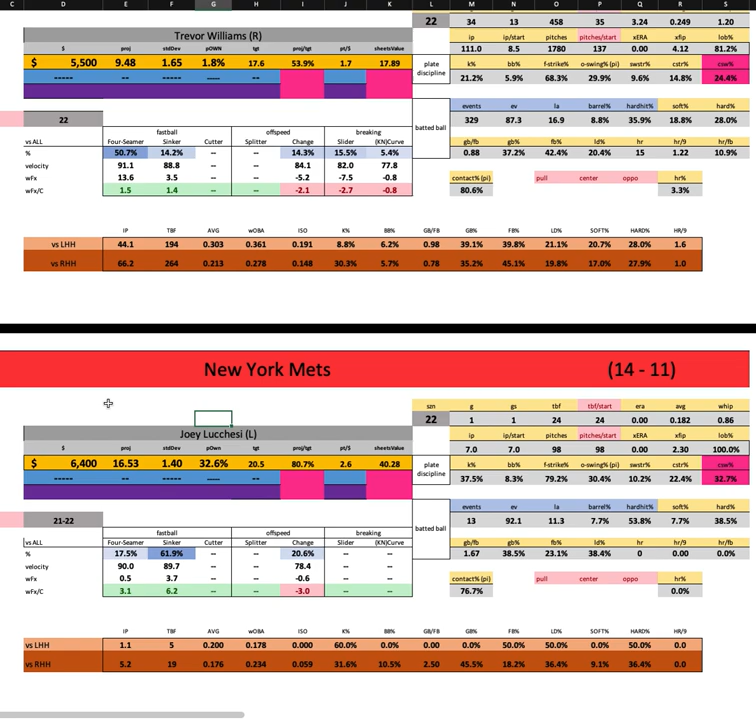 C D E F G H I J K L M N O P Q R S
22 34 13 458 35 3.24 0.249 1.20
Trevor Williams (R) ip ip/start pitches pitches/start xERA xfip lob%
$ proj stdDev pOWN tgt proj/tgt pt/$ sheetsValue 111.0 8.5 1780 137 0.00 4.12 81.2%
$ 5,500 9.48 1.65 1.8% 17.6 53.9% 1.7 17.89 plate discipline k% bb% f-strike% o-swing% (pi) swstr% cstr% csw%
----- -- ----- -- 21.2% 5.9% 68.3% 29.9% 9.6% 14.8% 24.4%
batted ball events ev la barrel% hardhit% soft% hard%
22 329 87.3 16.9 8.8% 35.9% 18.8% 28.0%
fastball offspeed breaking gb/fb gb% fb% ld% hr hr/9 hr/fb
vs ALL Four-Seamer Sinker Cutter Splitter Change Slider (KN)Curve 0.88 37.2% 42.4% 20.4% 15 1.22 10.9%
% 50.7% 14.2% -- -- 14.3% 15.5% 5.4%
velocity 91.1 88.8 -- -- 84.1 82.0 77.8 contact% (pi) pull center oppo hr%
wFx 13.6 3.5 -- -- -5.2 -7.5 -0.8 80.6% 3.3%
wFx/C 1.5 1.4 -- -- -2.1 -2.7 -0.8
IP TBF AVG wOBA ISO K% BB% GB/FB GB% FB% LD% SOFT% HARD% HR/9
vs LHH 44.1 194 0.303 0.361 0.191 8.8% 6.2% 0.98 39.1% 39.8% 21.1% 20.7% 28.0% 1.6
vs RHH 66.2 264 0.213 0.278 0.148 30.3% 5.7% 0.78 35.2% 45.1% 19.8% 17.0% 27.9% 1.0
New York Mets (14 - 11)
szn g gs tbf tbf/start era avg whip
22 1 1 24 24 0.00 0.182 0.86
Joey Lucchesi (L) ip ip/start pitches pitches/start xERA xfip lob%
$ proj stdDev pOwn tgt proj/tgt pt/$ sheetsValue 7.0 7.0 98 98 0.00 2.30 100.0%
$ 6,400 16.53 1.40 32.6% 20.5 80.7% 2.6 40.28 plate discipline k% bb% f-strike% o-swing% (pi) swstr% cstr% csw%
----- -- ----- -- 37.5% 8.3% 79.2% 30.4% 10.2% 22.4% 32.7%
batted ball events ev la barrel% hardhit% soft% hard%
21-22 13 92.1 11.3 7.7% 53.8% 7.7% 38.5%
fastball offspeed breaking gb/fb gb% fb% ld% hr hr/9 hr/fb
vs ALL Four-Seamer Sinker Cutter Splitter Change Slider (KN)Curve 1.67 38.5% 23.1% 38.4% 0 0.00 0.0%
% 17.5% 61.9% -- -- 20.6% -- --
velocity 90.0 89.7 -- -- 78.4 -- -- contact% (pi) pull center oppo hr%
wFx 0.5 3.7 -- -- -0.6 -- -- 76.7% 0.0%
wFx/C 3.1 6.2 -- -- -3.0 -- --
IP TBF AVG wOBA ISO K% BB% GB/FB GB% FB% LD% SOFT% HARD% HR/9
vs LHH 1.1 5 0.200 0.178 0.000 60.0% 0.0% 0.00 0.0% 50.0% 50.0% 0.0% 50.0% 0.0
vs RHH 5.2 19 0.176 0.234 0.059 31.6% 10.5% 2.50 45.5% 18.2% 36.4% 9.1% 36.4% 0.0